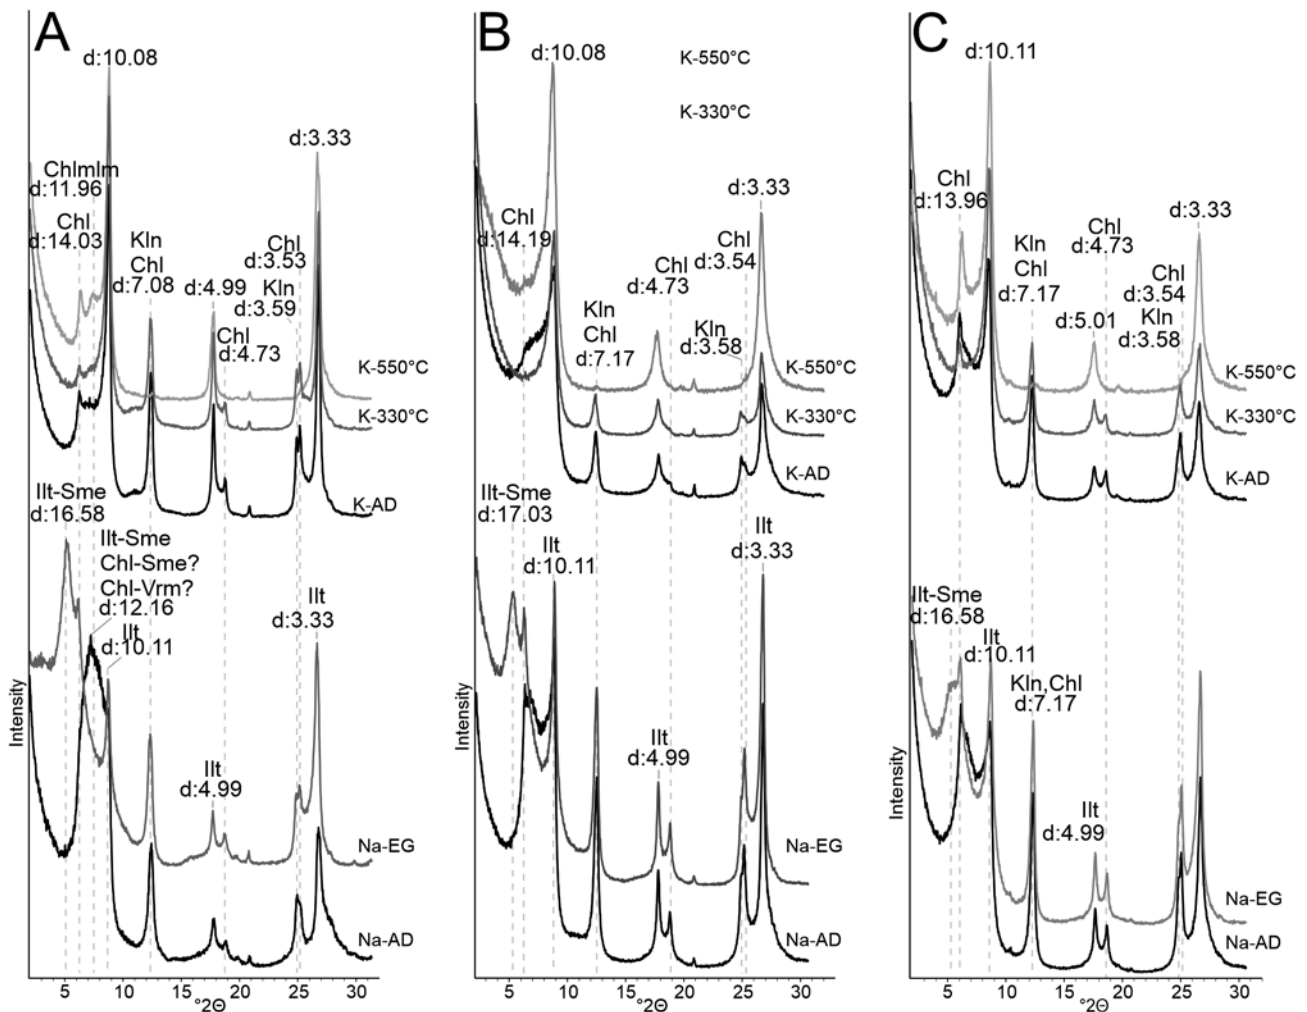 A
d:10.08
d:3.33
Chlmlm
d:11.96
Chl
d:14.03
Kln
Chl
d:7.08
d:4.99
Chl
d:3.53
Kln
d:3.59
Chl
d:4.73
K-550°C
K-330°C
K-AD
Ilt-Sme
d:16.58
Ilt-Sme
Chl-Sme?
Chl-Vrm?
d:12.16
Ilt
d:10.11
Ilt
d:3.33
Ilt
d:4.99
Na-EG
Na-AD
Intensity
5 10 15 20 25 30
°2Θ
B
d:10.08
K-550°C
K-330°C
d:3.33
Chl
d:14.19
Chl
d:4.73
Chl
d:3.54
Kln
Chl
d:7.17
Kln
d:3.58
K-550°C
K-330°C
K-AD
Ilt-Sme
d:17.03
Ilt
d:10.11
Ilt
d:3.33
Ilt
d:4.99
Na-EG
Na-AD
Intensity
5 10 15 20 25 30
°2Θ
C
d:10.11
Chl
d:13.96
d:3.33
Kln
Chl
d:7.17
Chl
d:4.73
Chl
d:3.54
Kln
d:3.58
d:5.01
K-550°C
K-330°C
K-AD
Ilt-Sme
d:16.58
Ilt
d:10.11
Kln,Chl
d:7.17
Ilt
d:4.99
Na-EG
Na-AD
Intensity
5 10 15 20 25 30
°2Θ